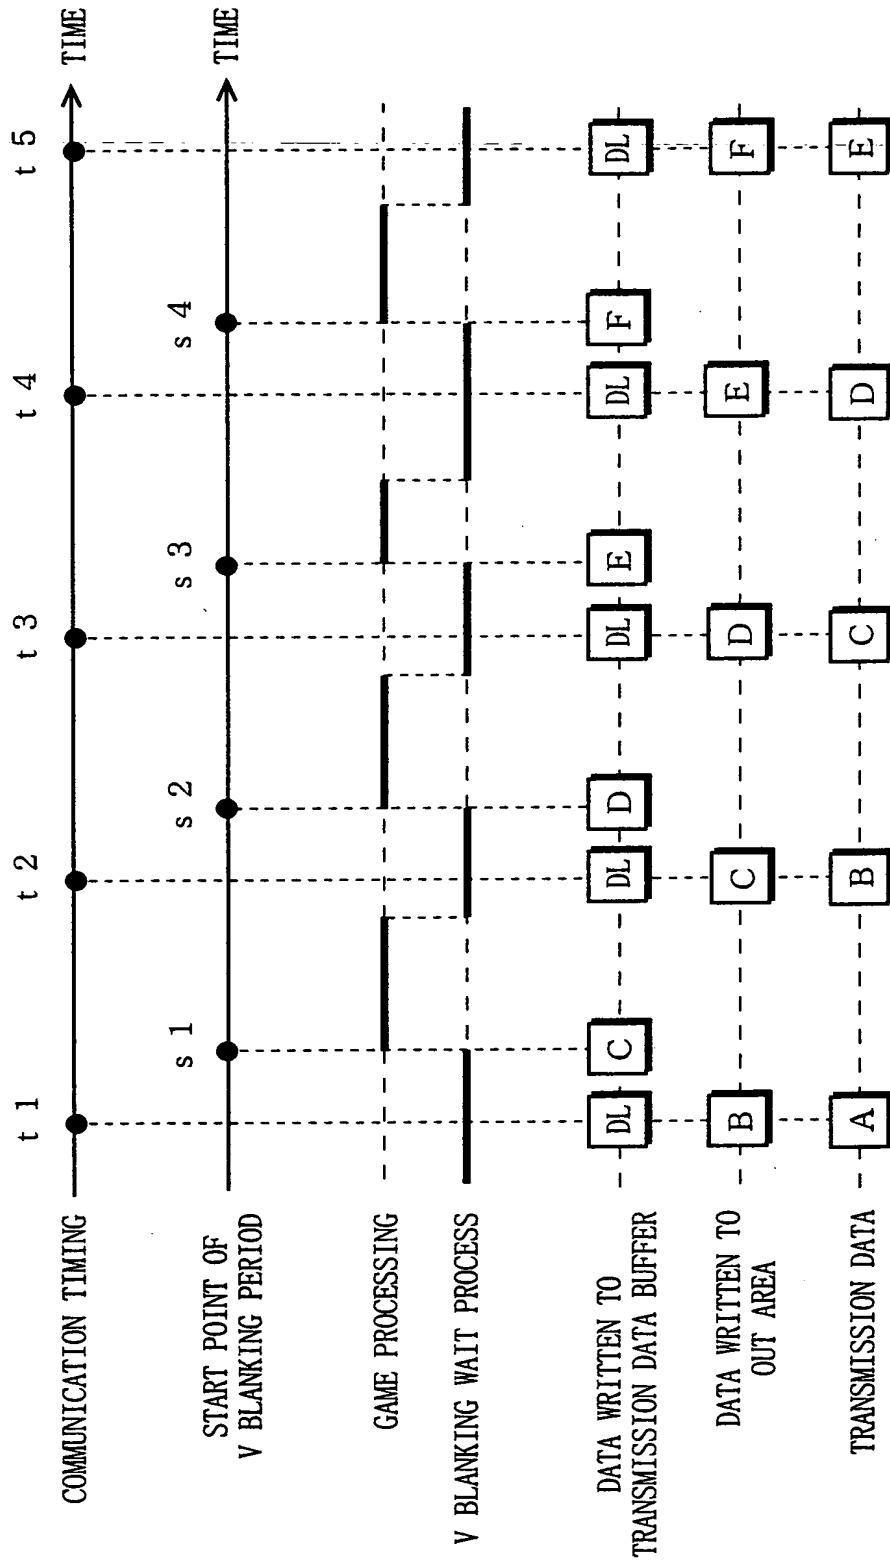 t 1
t 2
t 3
t 4
t 5
COMMUNICATION TIMING
TIME
s 1
s 2
s 3
s 4
START POINT OF
V BLANKING PERIOD
TIME
GAME PROCESSING
V BLANKING WAIT PROCESS
DATA WRITTEN TO
TRANSMISSION DATA BUFFER
DL
C
DL
D
DL
E
DL
F
DL
DATA WRITTEN TO
OUT AREA
B
C
D
E
F
TRANSMISSION DATA
A
B
C
D
E